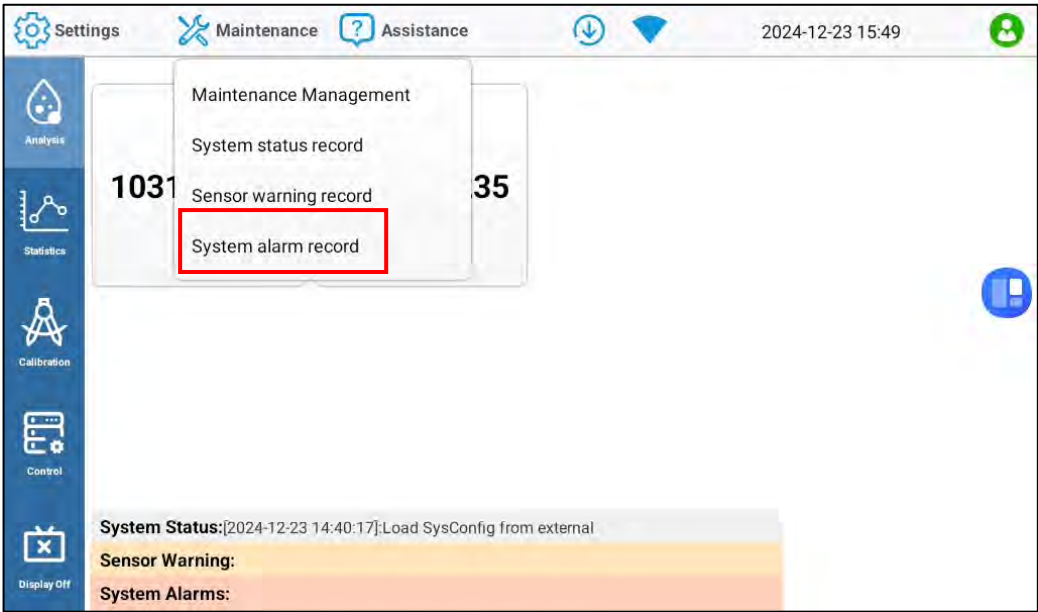 Settings
Maintenance
Assistance
2024-12-23 15:49
Analysis
Statistics
Calibration
Control
Display Off
Maintenance Management
System status record
Sensor warning record
System alarm record
1031
.35
System Status:[2024-12-23 14:40:17]:Load SysConfig from external
Sensor Warning:
System Alarms: